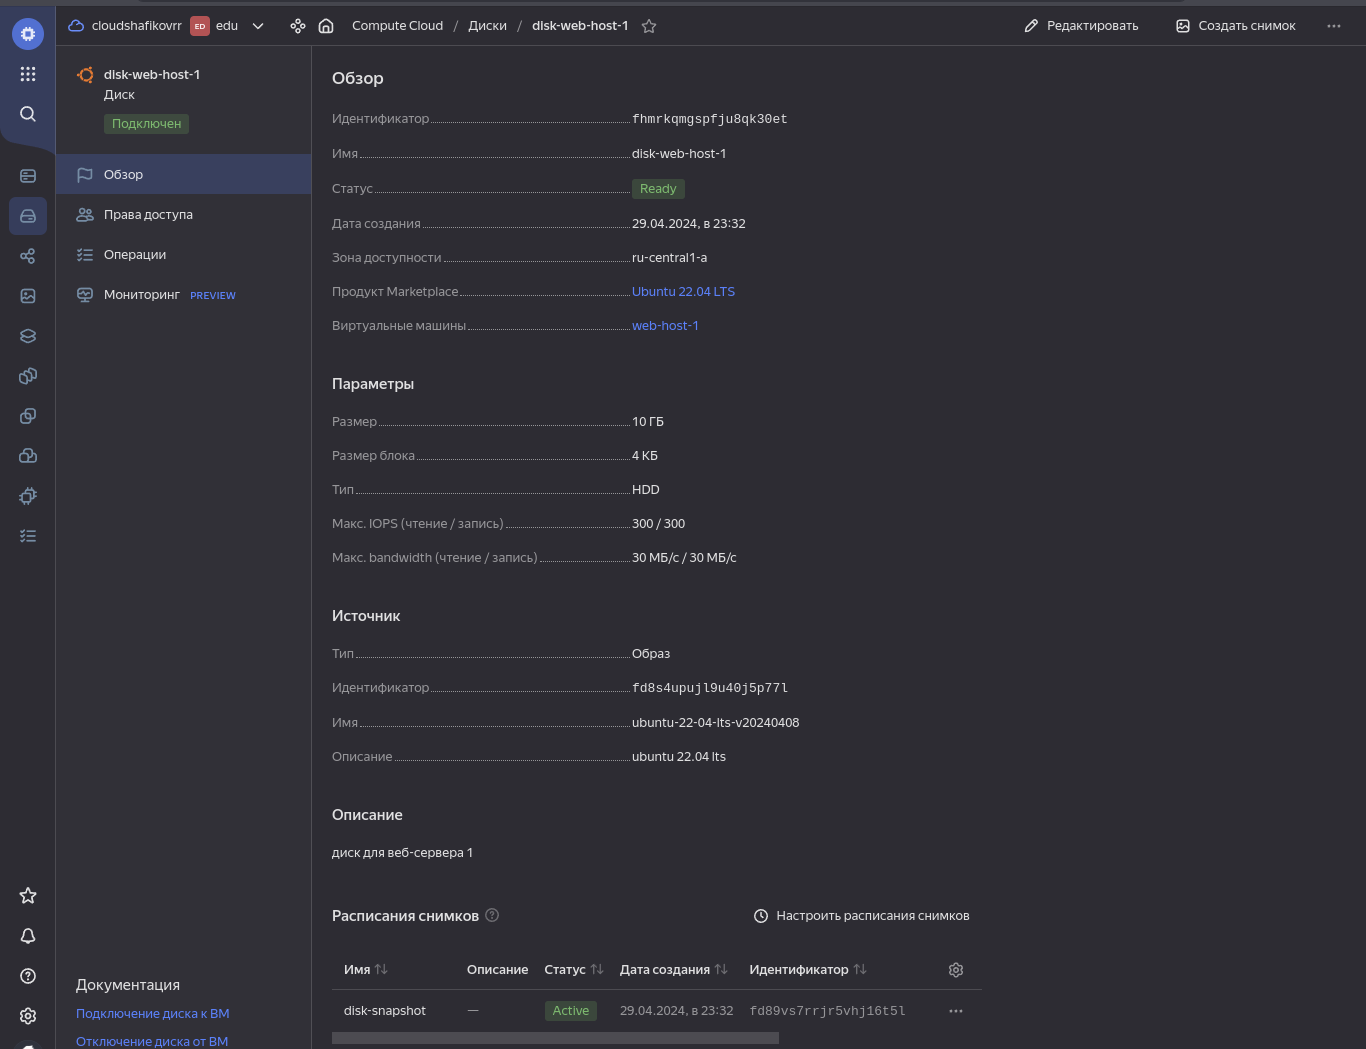 cloudshafikovrr ED edu Compute Cloud / Диски / disk-web-host-1 Редактировать Создать снимок
disk-web-host-1
Диск
Подключен
Обзор
Права доступа
Операции
Мониторинг PREVIEW
Документация
Подключение диска к ВМ
Отключение диска от ВМ
Обзор
Идентификатор fhmrkqmgspfju8qk30et
Имя disk-web-host-1
Статус Ready
Дата создания 29.04.2024, в 23:32
Зона доступности ru-central1-a
Продукт Marketplace Ubuntu 22.04 LTS
Виртуальные машины web-host-1
Параметры
Размер 10 ГБ
Размер блока 4 КБ
Тип HDD
Макс. IOPS (чтение / запись) 300 / 300
Макс. bandwidth (чтение / запись) 30 МБ/с / 30 МБ/с
Источник
Тип Образ
Идентификатор fd8s4upujl9u40j5p77l
Имя ubuntu-22-04-lts-v20240408
Описание ubuntu 22.04 lts
Описание
диск для веб-сервера 1
Расписания снимков Настроить расписания снимков
Имя Описание Статус Дата создания Идентификатор
disk-snapshot — Active 29.04.2024, в 23:32 fd89vs7rrjr5vhj16t5l